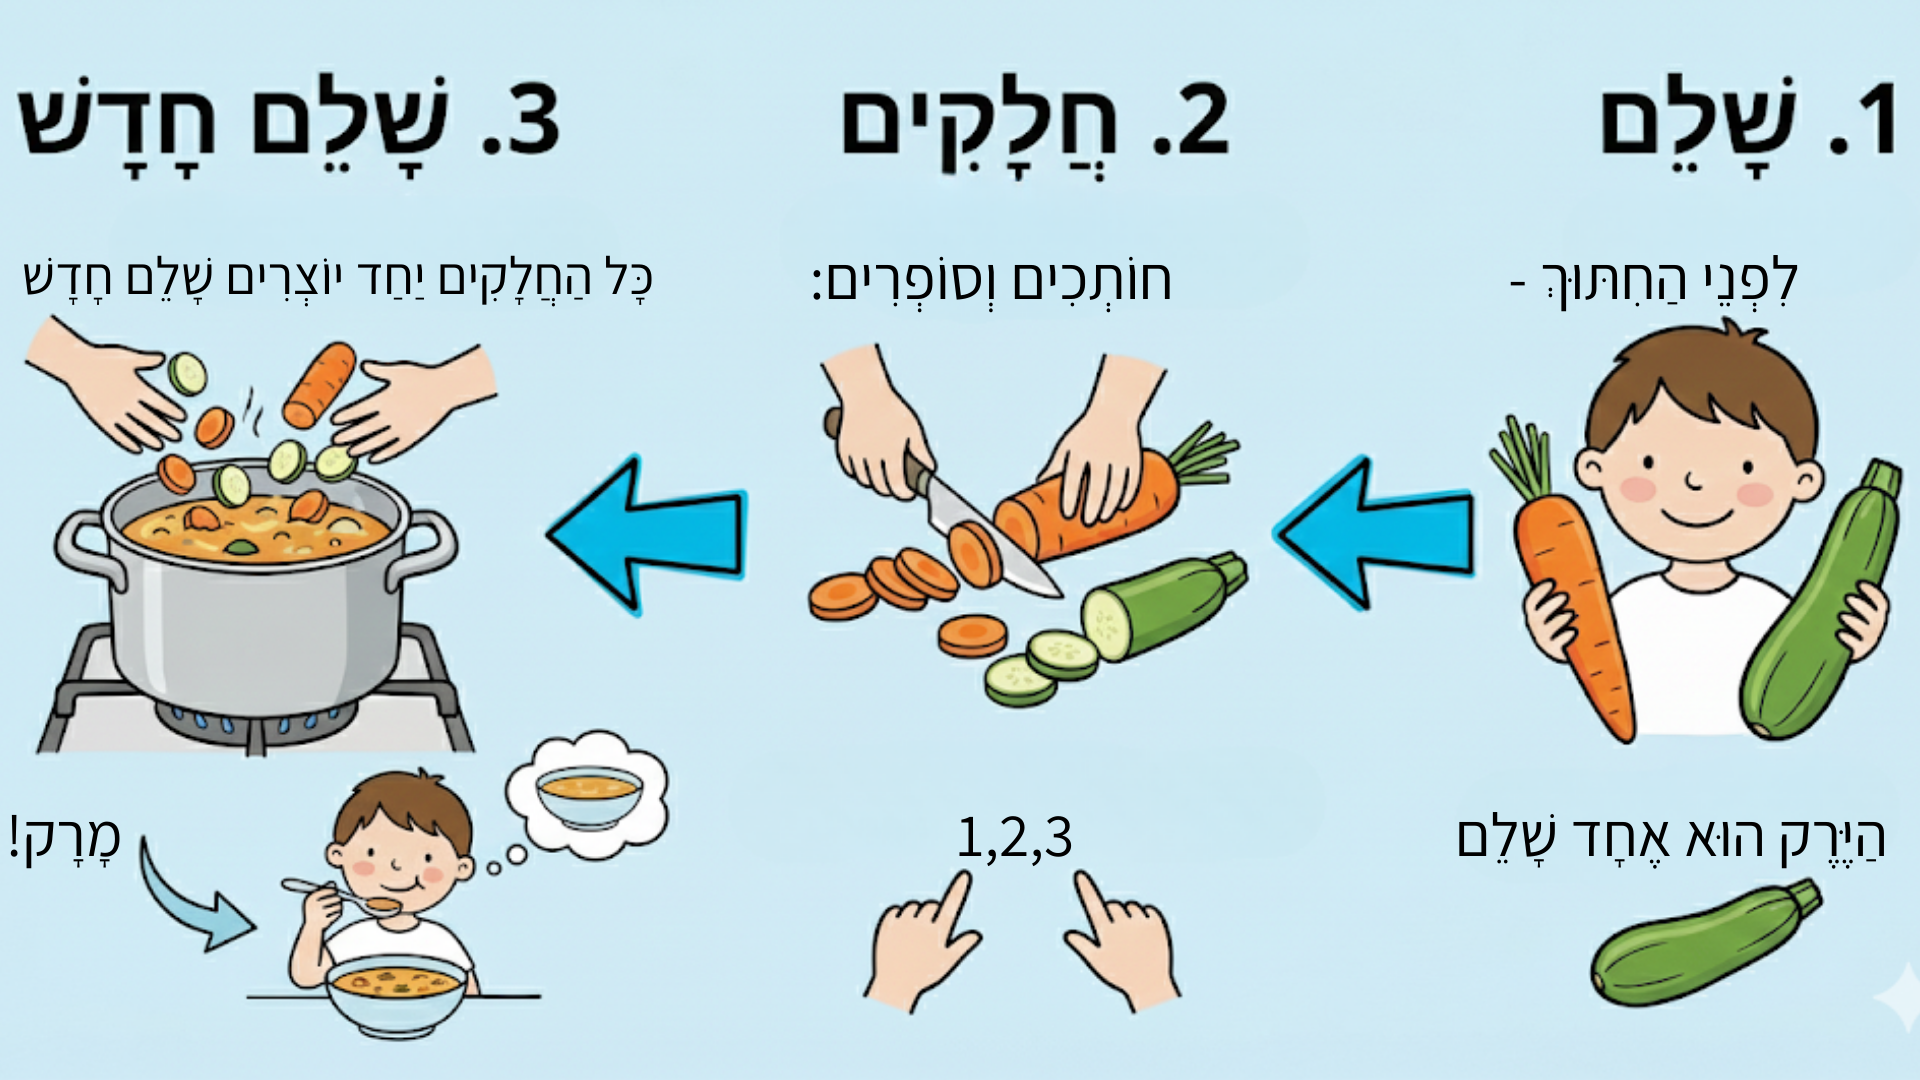 1. שָׁלֵם
לִפְנֵי הַחִתּוּךְ -
הַיֶּרֶק הוּא אֶחָד שָׁלֵם
2. חֲלָקִים
חוֹתְכִים וְסוֹפְרִים:
1,2,3
3. שָׁלֵם חָדָשׁ
כָּל הַחֲלָקִים יַחַד יוֹצְרִים שָׁלֵם חָדָשׁ
מָרָק!